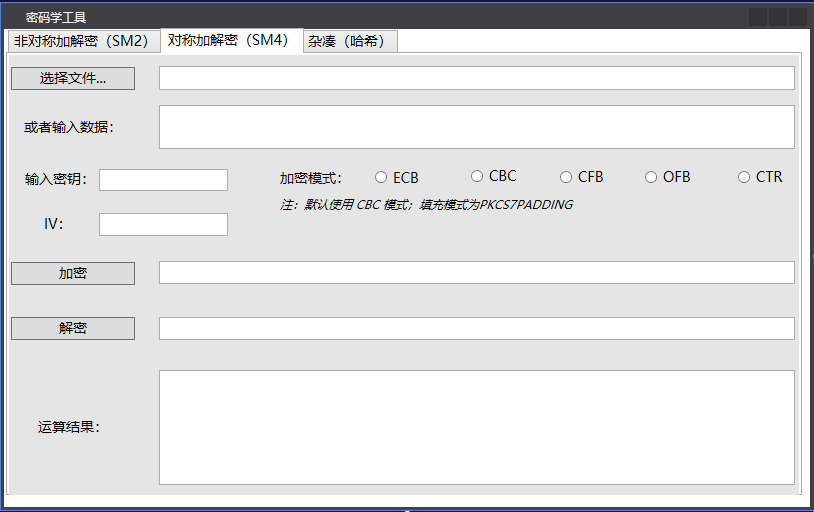 密码学工具
非对称加解密（SM2） 对称加解密（SM4） 杂凑（哈希）
选择文件...
或者输入数据：
输入密钥： 加密模式： ECB CBC CFB OFB CTR
注：默认使用 CBC 模式；填充模式为PKCS7PADDING
IV：
加密
解密
运算结果：